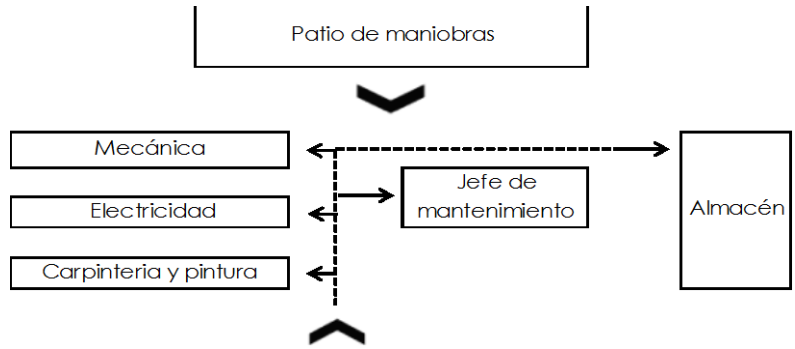 Patio de maniobras
Mecánica
Jefe de
mantenimiento
Electricidad
Almacén
Carpinteria y pintura